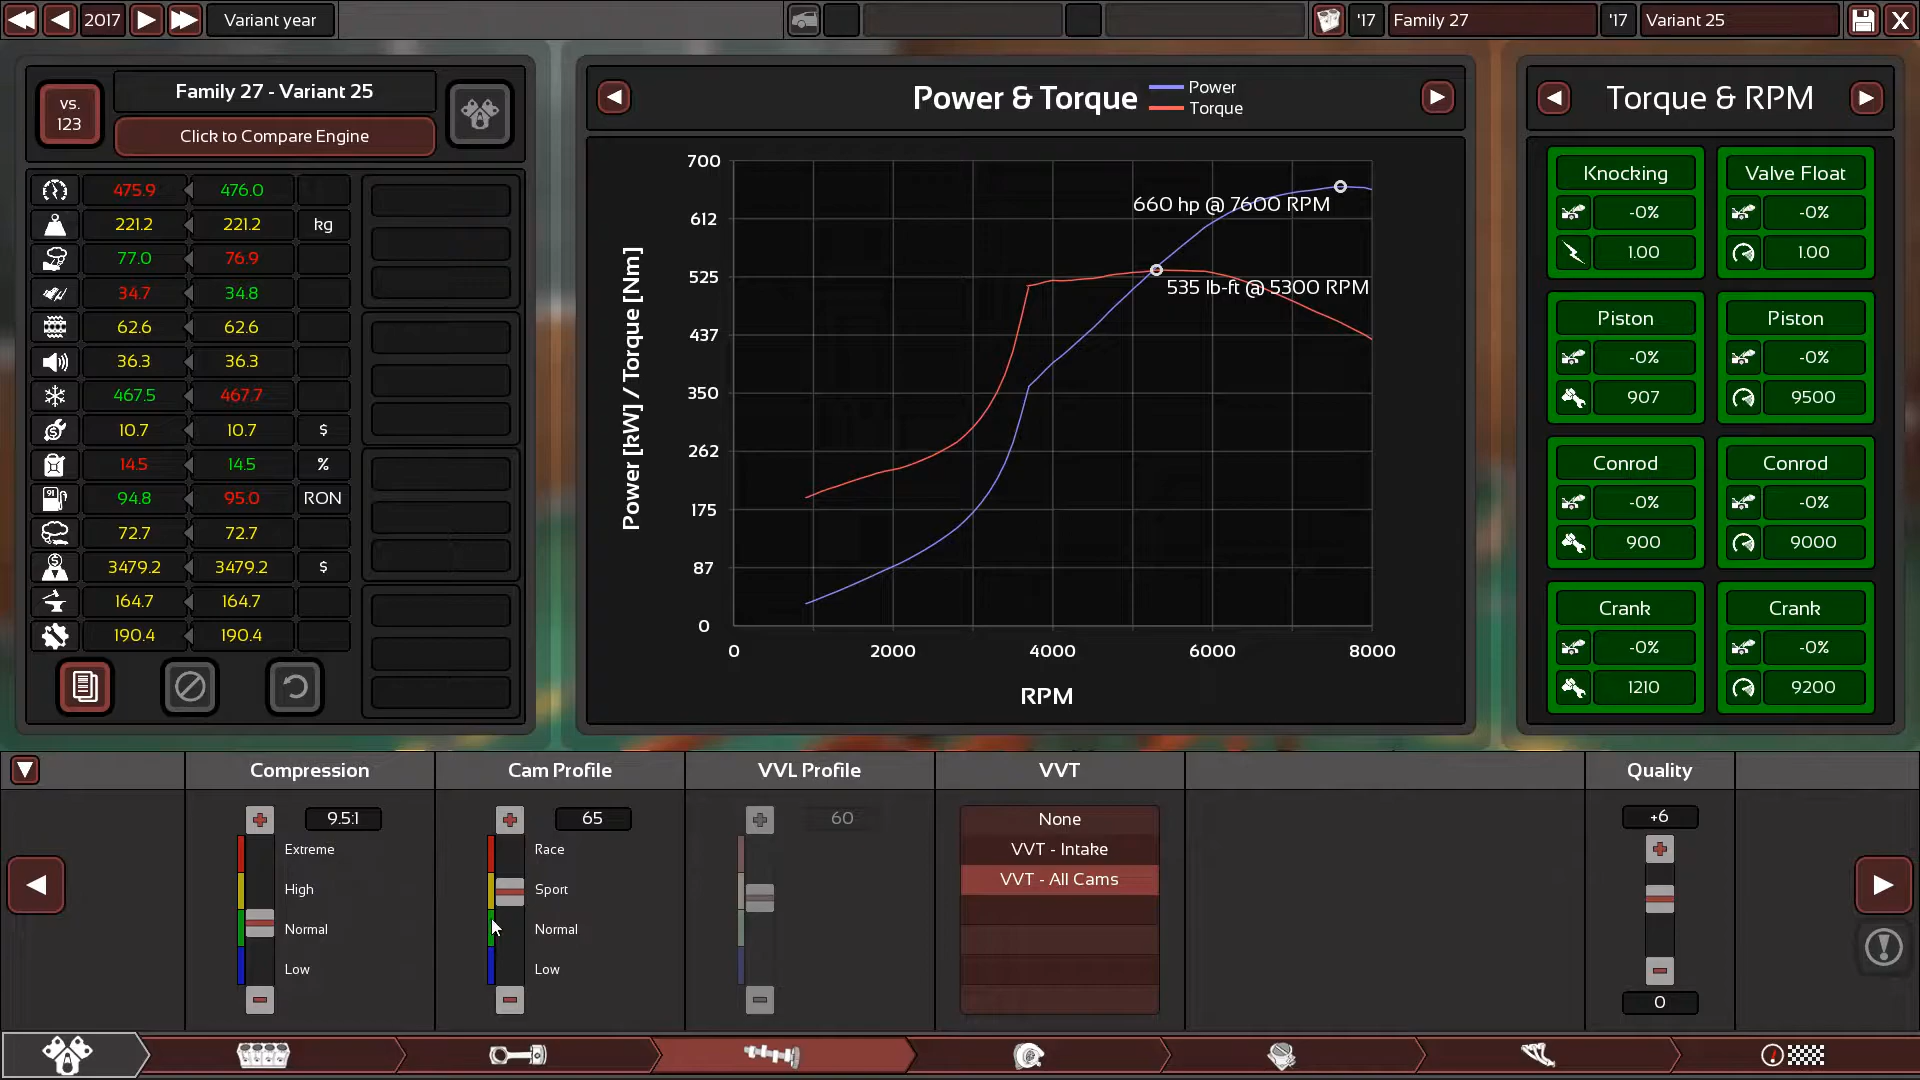 2017
Variant year
'17
Family 27
'17
Variant 25
vs.
123
Family 27 - Variant 25
Click to Compare Engine
475.9 476.0
221.2 221.2 kg
77.0 76.9
34.7 34.8
62.6 62.6
36.3 36.3
467.5 467.7
10.7 10.7 $
14.5 14.5 %
94.8 95.0 RON
72.7 72.7
3479.2 3479.2 $
164.7 164.7
190.4 190.4
Power & Torque
Power
Torque
Power [kW] / Torque [Nm]
700
612
525
437
350
262
175
87
0
660 hp @ 7600 RPM
535 lb-ft @ 5300 RPM
0 2000 4000 6000 8000
RPM
Torque & RPM
Knocking Valve Float
-0% -0%
1.00 1.00
Piston Piston
-0% -0%
907 9500
Conrod Conrod
-0% -0%
900 9000
Crank Crank
-0% -0%
1210 9200
Compression
9.5:1
Extreme
High
Normal
Low
Cam Profile
65
Race
Sport
Normal
Low
VVL Profile
60
VVT
None
VVT - Intake
VVT - All Cams
Quality
+6
0